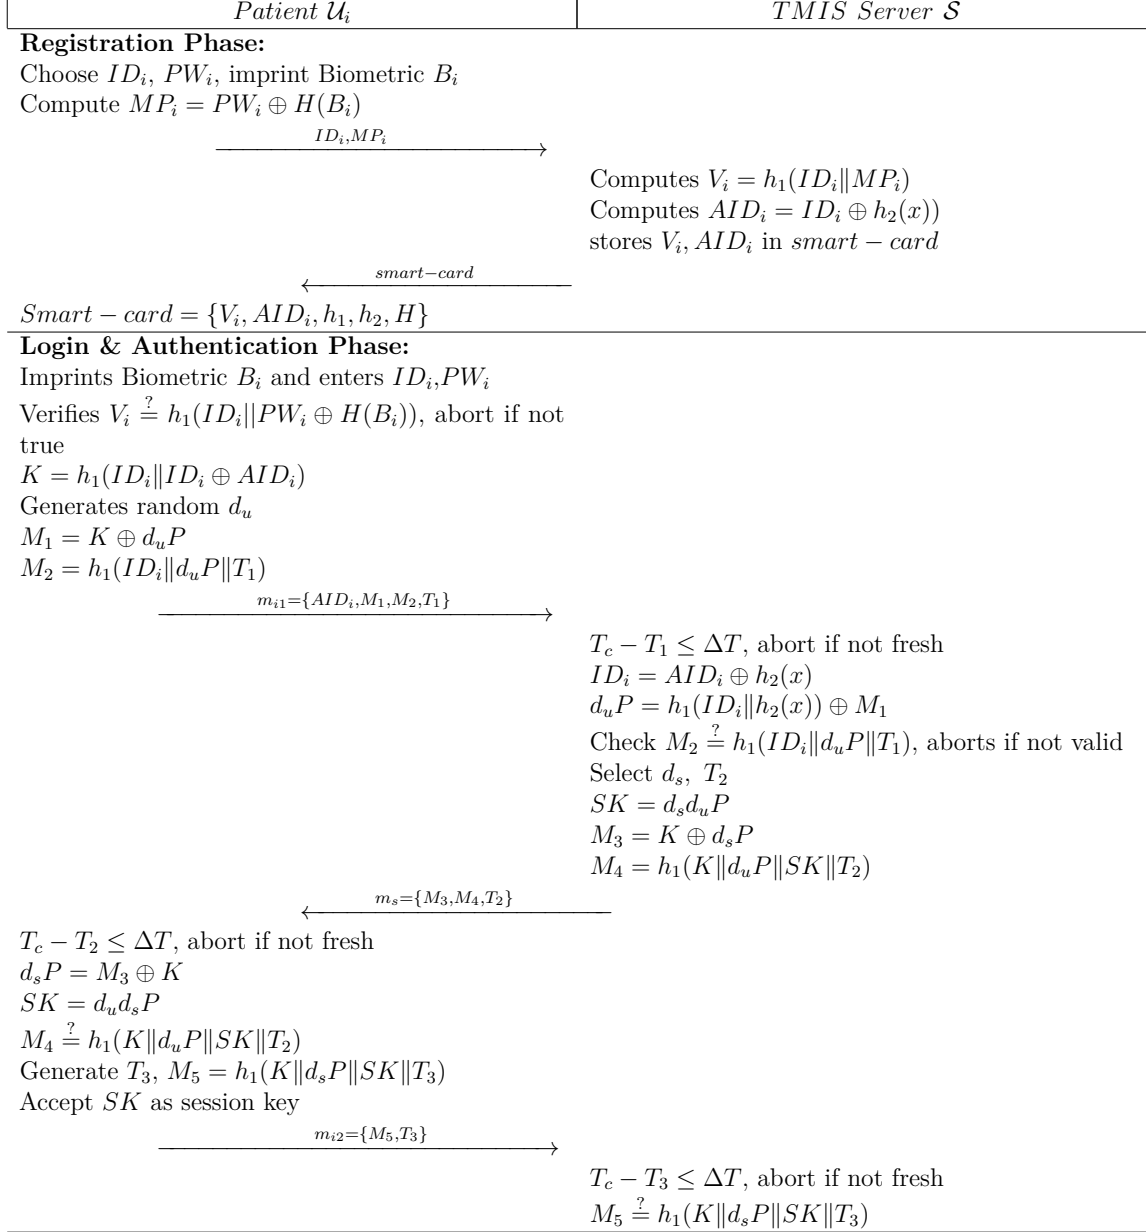 Patient 𝒰ᵢ TMIS Server 𝒮
Registration Phase:
Choose IDᵢ, PWᵢ, imprint Biometric Bᵢ
Compute MPᵢ = PWᵢ ⊕ H(Bᵢ)
IDᵢ,MPᵢ
Computes Vᵢ = h₁(IDᵢ‖MPᵢ)
Computes AIDᵢ = IDᵢ ⊕ h₂(x))
stores Vᵢ, AIDᵢ in smart − card
smart−card
Smart − card = {Vᵢ, AIDᵢ, h₁, h₂, H}
Login & Authentication Phase:
Imprints Biometric Bᵢ and enters IDᵢ,PWᵢ
Verifies Vᵢ ≟ h₁(IDᵢ||PWᵢ ⊕ H(Bᵢ)), abort if not
true
K = h₁(IDᵢ‖IDᵢ ⊕ AIDᵢ)
Generates random dᵤ
M₁ = K ⊕ dᵤP
M₂ = h₁(IDᵢ‖dᵤP‖T₁)
mᵢ₁={AIDᵢ,M₁,M₂,T₁}
T_c − T₁ ≤ ΔT, abort if not fresh
IDᵢ = AIDᵢ ⊕ h₂(x)
dᵤP = h₁(IDᵢ‖h₂(x)) ⊕ M₁
Check M₂ ≟ h₁(IDᵢ‖dᵤP‖T₁), aborts if not valid
Select dₛ, T₂
SK = dₛdᵤP
M₃ = K ⊕ dₛP
M₄ = h₁(K‖dᵤP‖SK‖T₂)
mₛ={M₃,M₄,T₂}
T_c − T₂ ≤ ΔT, abort if not fresh
dₛP = M₃ ⊕ K
SK = dᵤdₛP
M₄ ≟ h₁(K‖dᵤP‖SK‖T₂)
Generate T₃, M₅ = h₁(K‖dₛP‖SK‖T₃)
Accept SK as session key
mᵢ₂={M₅,T₃}
T_c − T₃ ≤ ΔT, abort if not fresh
M₅ ≟ h₁(K‖dₛP‖SK‖T₃)